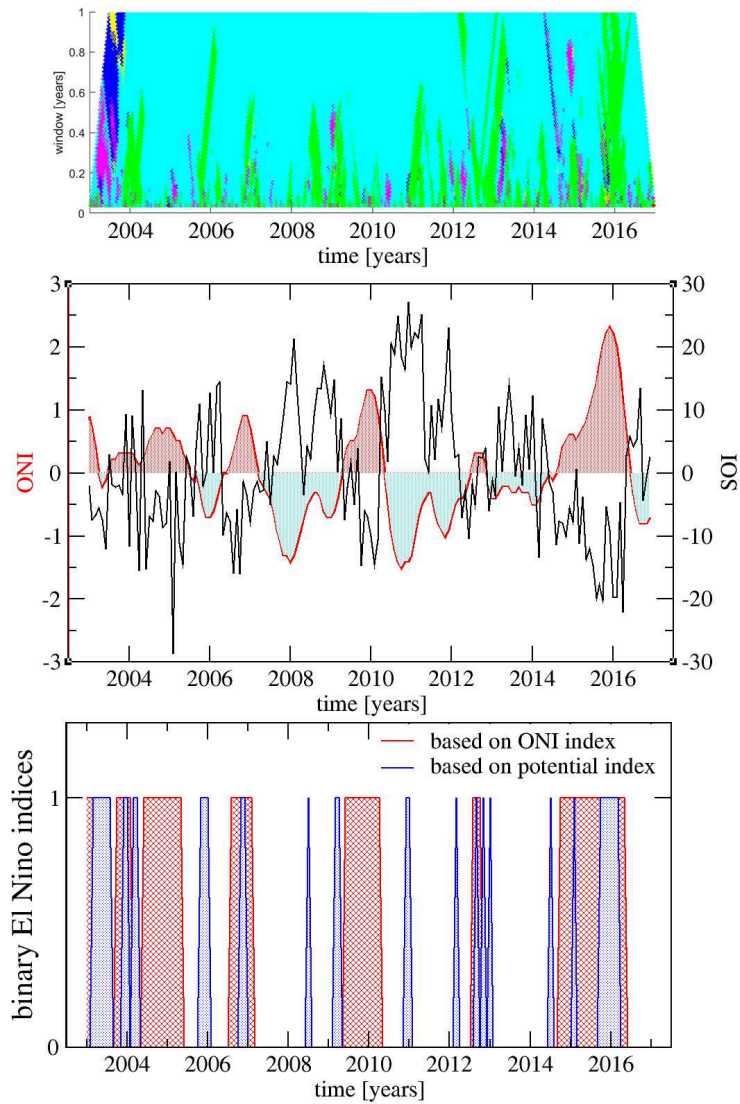 1
0.8
0.6
0.4
0.2
0
window [years]
2004 2006 2008 2010 2012 2014 2016
time [years]
3 30
2 20
1 10
0 0
-1 -10
-2 -20
-3 -30
ONI
SOI
2004 2006 2008 2010 2012 2014 2016
time [years]
based on ONI index
based on potential index
1 1
0 0
binary El Nino indices
2004 2006 2008 2010 2012 2014 2016
time [years]